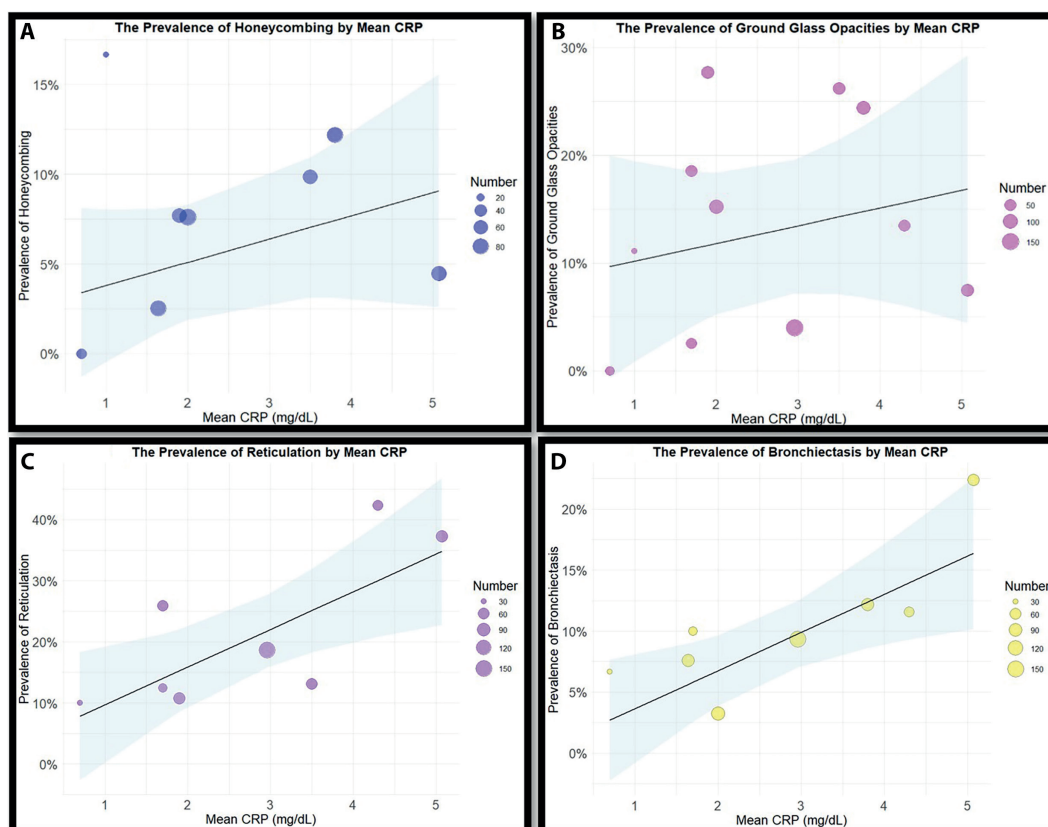 A
The Prevalence of Honeycombing by Mean CRP
Prevalence of Honeycombing
15%
10%
5%
0%
1 2 3 4 5
Mean CRP (mg/dL)
Number
20
40
60
80
B
The Prevalence of Ground Glass Opacities by Mean CRP
Prevalence of Ground Glass Opacities
30%
20%
10%
0%
1 2 3 4 5
Mean CRP (mg/dL)
Number
50
100
150
C
The Prevalence of Reticulation by Mean CRP
Prevalence of Reticulation
40%
30%
20%
10%
0%
1 2 3 4 5
Mean CRP (mg/dL)
Number
30
60
90
120
150
D
The Prevalence of Bronchiectasis by Mean CRP
Prevalence of Bronchiectasis
20%
15%
10%
5%
0%
1 2 3 4 5
Mean CRP (mg/dL)
Number
30
60
90
120
150